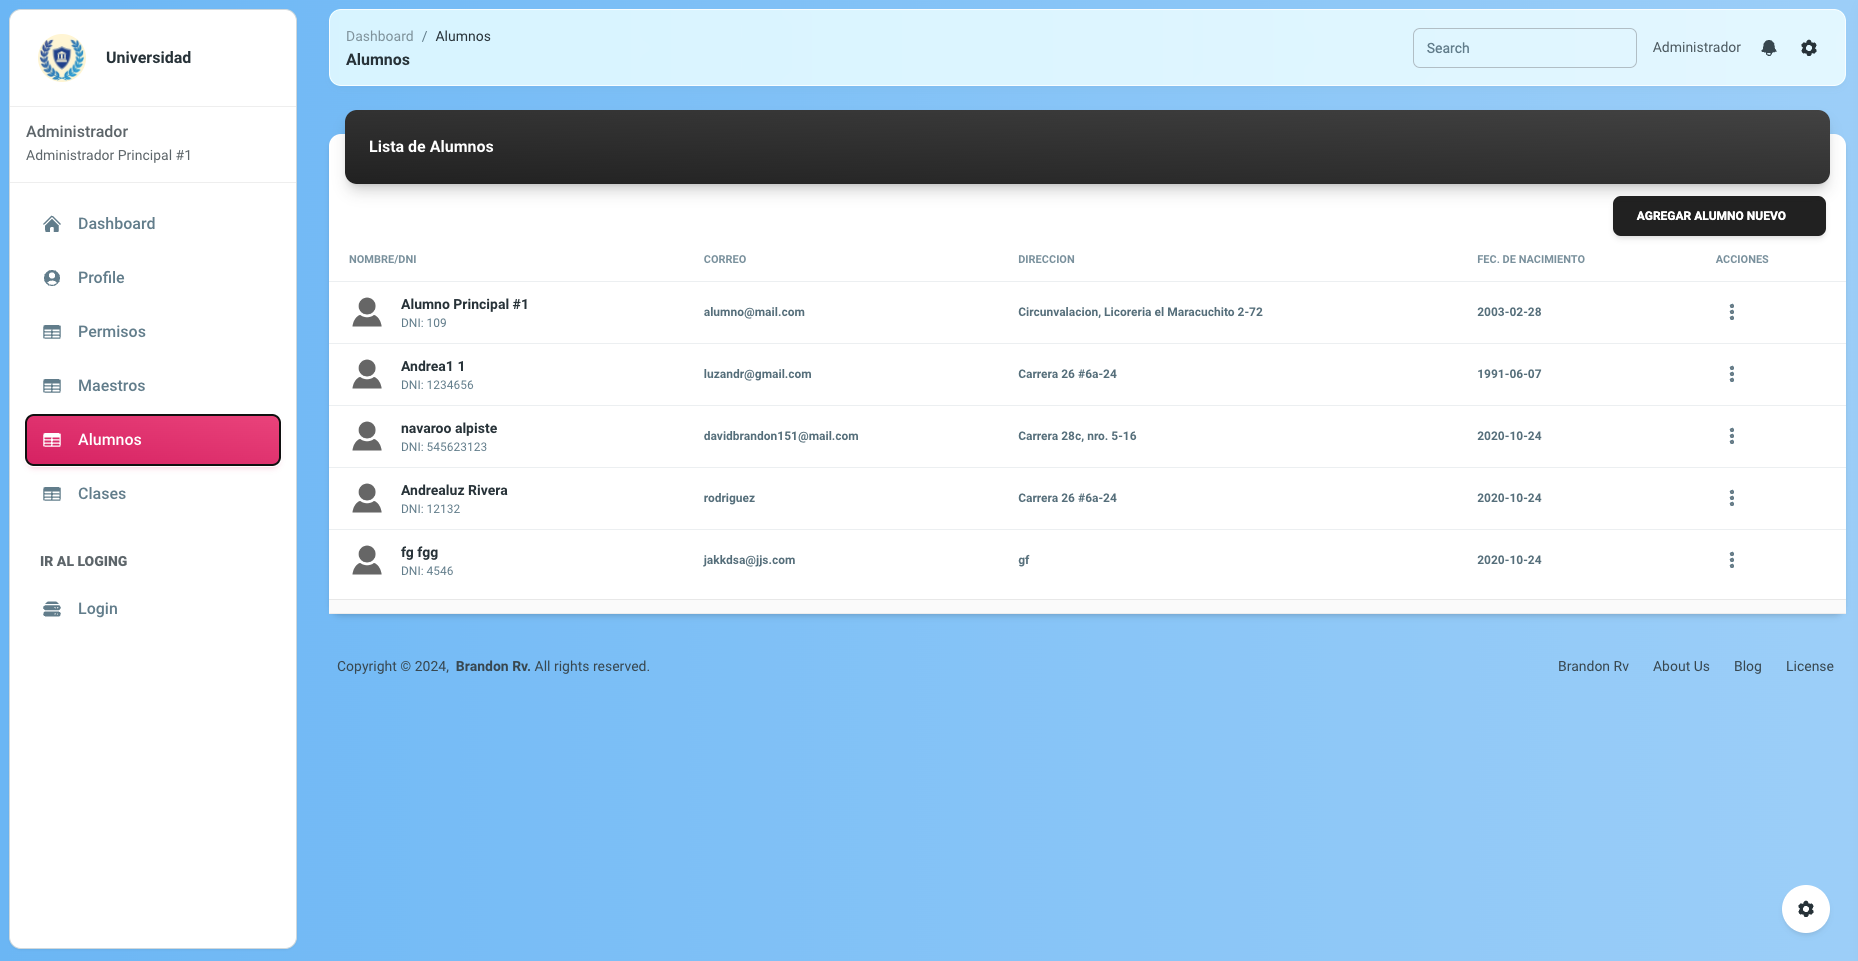 Universidad
Administrador
Administrador Principal #1
Dashboard
Profile
Permisos
Maestros
Alumnos
Clases
IR AL LOGING
Login
Dashboard / Alumnos
Alumnos
Search
Administrador
Lista de Alumnos
AGREGAR ALUMNO NUEVO
NOMBRE/DNI CORREO DIRECCION FEC. DE NACIMIENTO ACCIONES
Alumno Principal #1
DNI: 109
alumno@mail.com
Circunvalacion, Licoreria el Maracuchito 2-72
2003-02-28
Andrea1 1
DNI: 1234656
luzandr@gmail.com
Carrera 26 #6a-24
1991-06-07
navaroo alpiste
DNI: 545623123
davidbrandon151@mail.com
Carrera 28c, nro. 5-16
2020-10-24
Andrealuz Rivera
DNI: 12132
rodriguez
Carrera 26 #6a-24
2020-10-24
fg fgg
DNI: 4546
jakkdsa@jjs.com
gf
2020-10-24
Copyright © 2024, Brandon Rv. All rights reserved.
Brandon Rv About Us Blog License